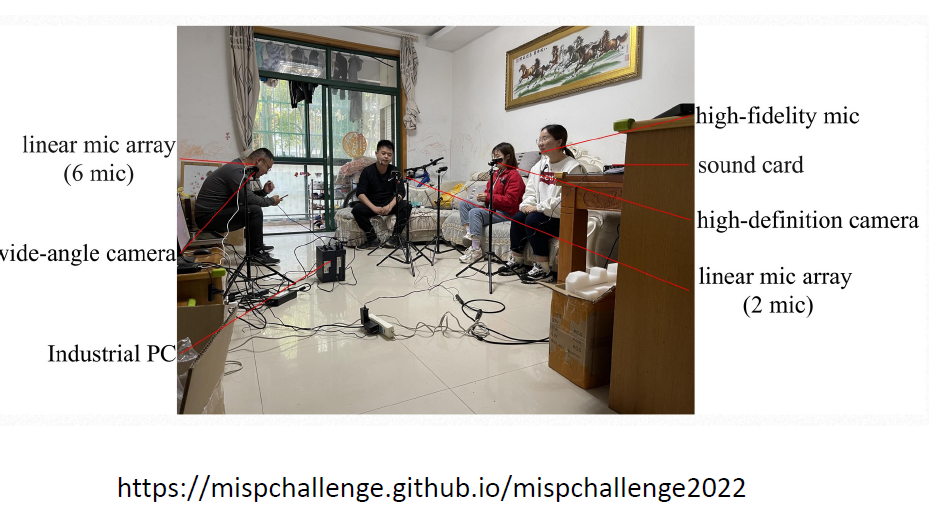 linear mic array
(6 mic)
wide-angle camera
Industrial PC
high-fidelity mic
sound card
high-definition camera
linear mic array
(2 mic)
https://mispchallenge.github.io/mispchallenge2022